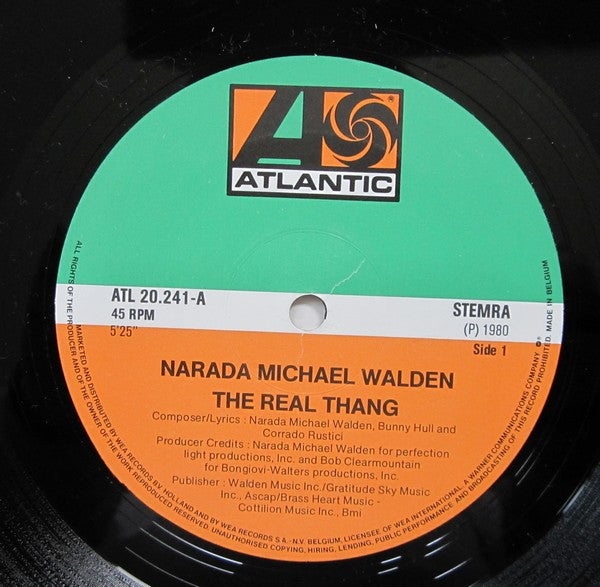 ATLANTIC
ATL 20.241-A
45 RPM
5'25"
STEMRA
(P) 1980
Side 1
NARADA MICHAEL WALDEN
THE REAL THANG
Composer/Lyrics : Narada Michael Walden, Bunny Hull and
Corrado Rustici
Producer Credits : Narada Michael Walden for perfection
light productions, Inc. and Bob Clearmountain
for Bongiovi-Walters productions, Inc.
Publisher : Walden Music Inc./Gratitude Sky Music
Inc., Ascap/Brass Heart Music -
Cottilion Music Inc., Bmi
ALL RIGHTS OF THE PRODUCER AND OF THE OWNER OF THE WORK REPRODUCED RESERVED. UNAUTHORISED COPYING, HIRING, LENDING, PUBLIC PERFORMANCE AND BROADCASTING OF THIS RECORD PROHIBITED. MADE IN BELGIUM
MARKETED AND DISTRIBUTED BY WEA RECORDS BV. HOLLAND AND BY WEA RECORDS S.A.-N.V. BELGIUM, LICENSEE OF WEA INTERNATIONAL, A WARNER COMMUNICATIONS COMPANY